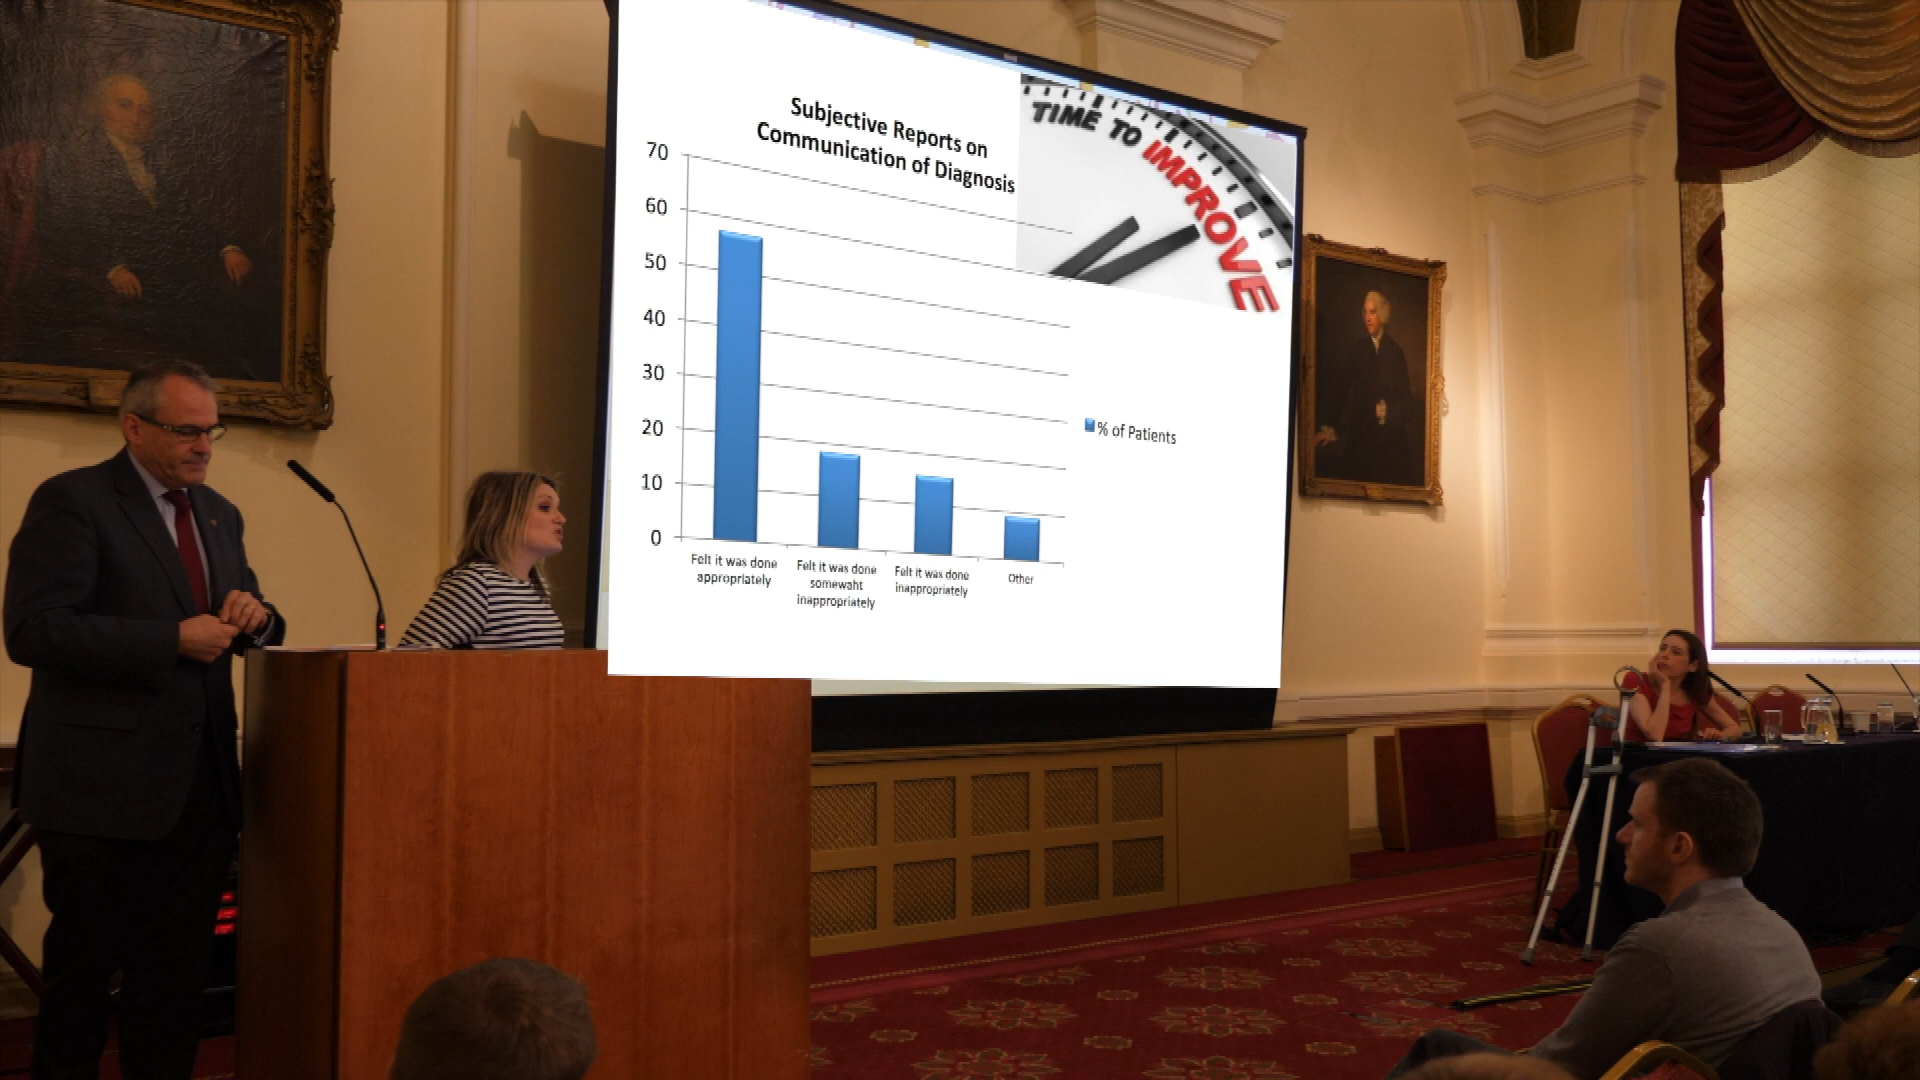 Subjective Reports on
Communication of Diagnosis
TIME TO IMPROVE
70
60
50
40
30
20
10
0
Felt it was done
appropriately
Felt it was done
somewaht
inappropriately
Felt it was done
inappropriately
Other
% of Patients